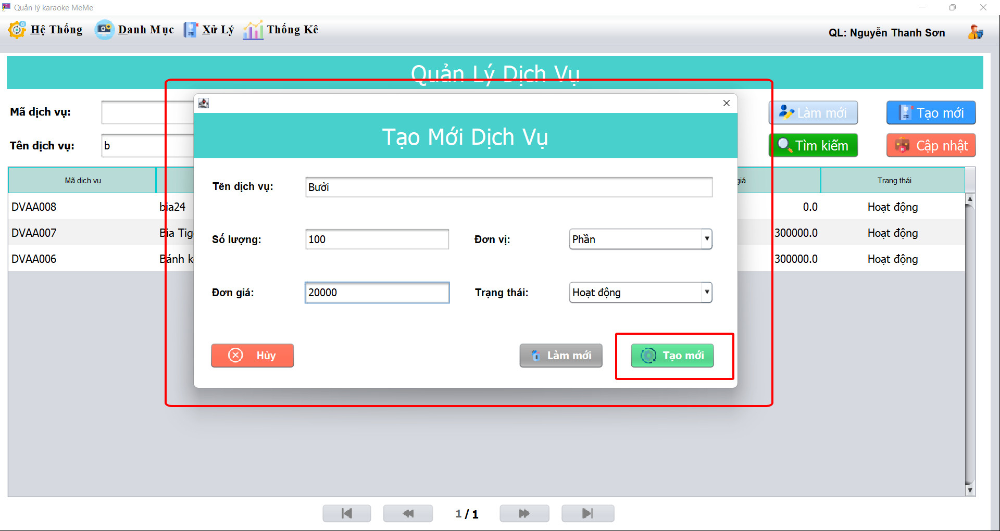 Quản lý karaoke MeMe
Hệ Thống Danh Mục Xử Lý Thống Kê
QL: Nguyễn Thanh Sơn
Quản Lý Dịch Vụ
Mã dịch vụ:
Làm mới Tạo mới
Tên dịch vụ: b
Tìm kiếm Cập nhật
Mã dịch vụ giá Trạng thái
DVAA008 bia24 0.0 Hoạt động
DVAA007 Bia Tig 300000.0 Hoạt động
DVAA006 Bánh k 300000.0 Hoạt động
Tạo Mới Dịch Vụ
Tên dịch vụ: Bưởi
Số lượng: 100 Đơn vị: Phần
Đơn giá: 20000 Trạng thái: Hoạt động
Hủy Làm mới Tạo mới
1 / 1